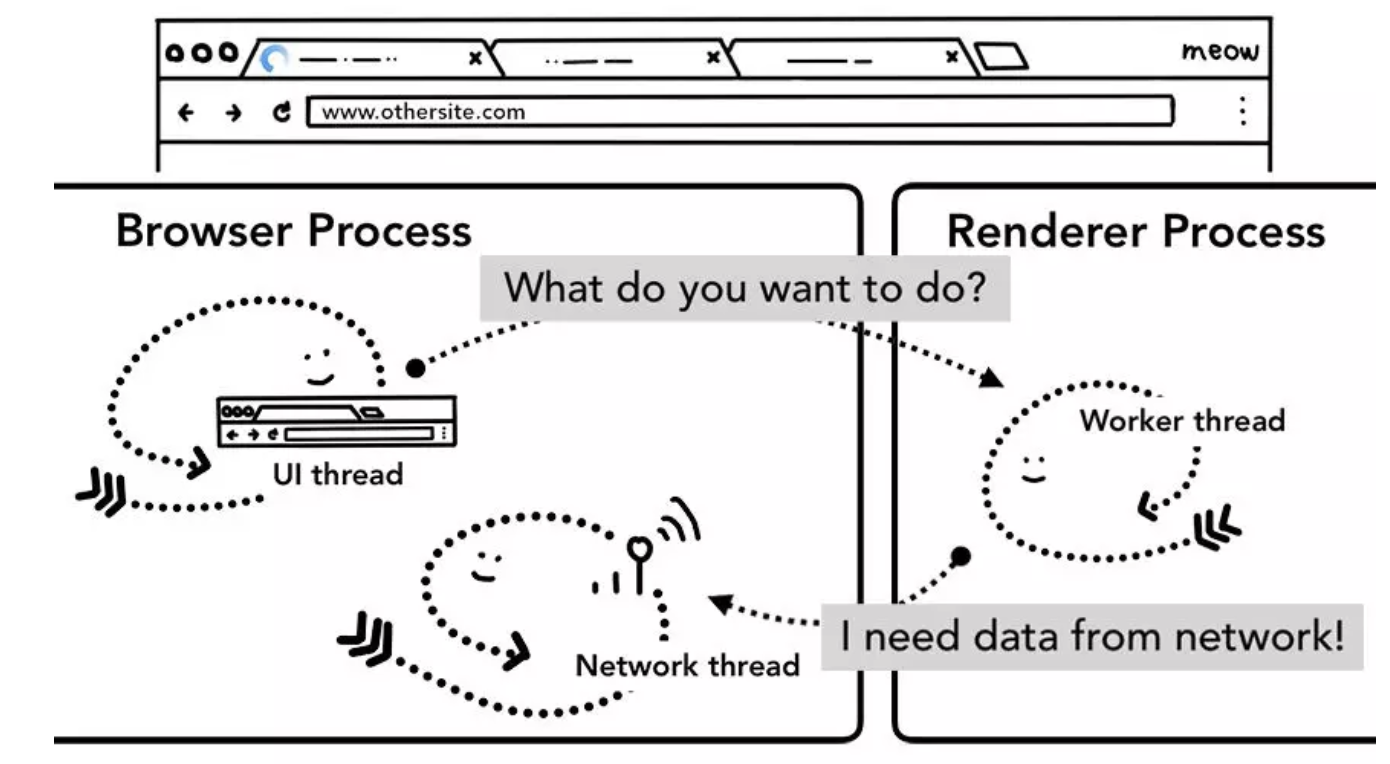 meow
www.othersite.com
Browser Process
Renderer Process
What do you want to do?
Worker thread
UI thread
I need data from network!
Network thread